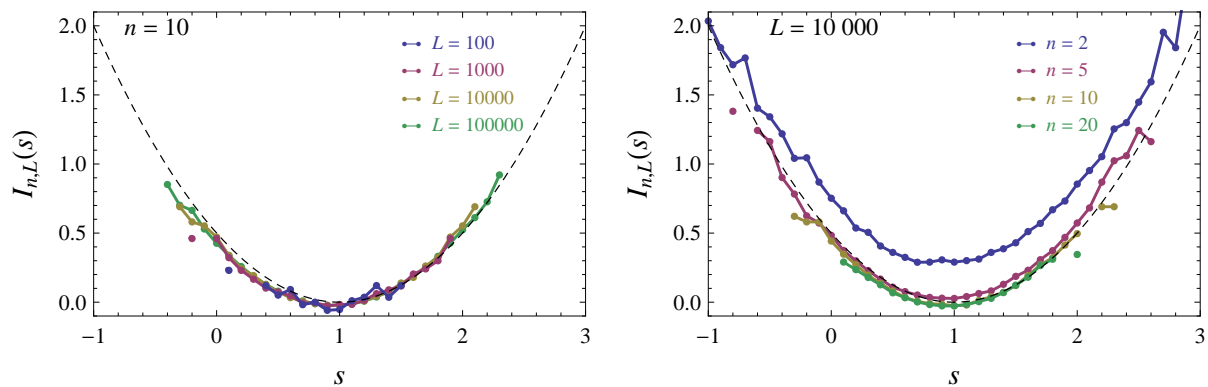 n = 10
L = 100
L = 1000
L = 10000
L = 100000
I_{n,L}(s)
2.0
1.5
1.0
0.5
0.0
−1 0 1 2 3
s
L = 10 000
n = 2
n = 5
n = 10
n = 20
I_{n,L}(s)
2.0
1.5
1.0
0.5
0.0
−1 0 1 2 3
s